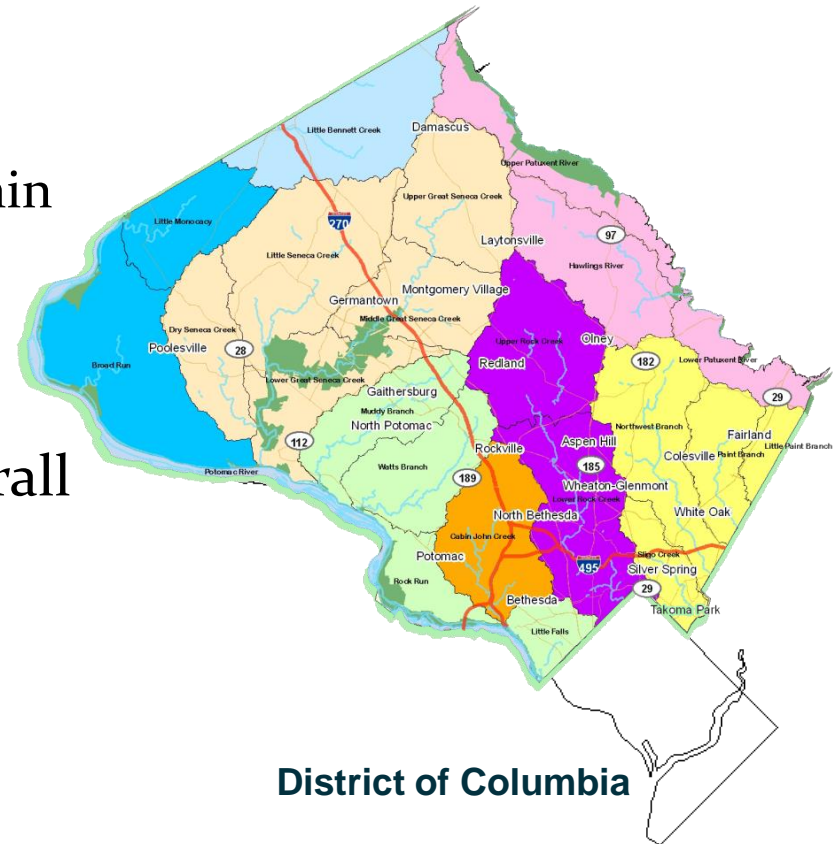 Little Bennett Creek
Damascus
Upper Patuxent River
ain
Little Monocacy
Upper Great Seneca Creek
270
97
Laytonsville
Little Seneca Creek
Hawlings River
Montgomery Village
Germantown
Middle Great Seneca Creek
Dry Seneca Creek
Upper Rock Creek
Olney
Poolesville
28
Broad Run
Redland
182
Lower Patuxent River
Lower Great Seneca Creek
Gaithersburg
29
Muddy Branch
North Potomac
Northwest Branch
Fairland
112
Rockville
Aspen Hill
Colesville
Paint Branch
Little Paint Branch
Watts Branch
185
Potomac River
rall
189
Wheaton-Glenmont
Lower Rock Creek
North Bethesda
White Oak
Cabin John Creek
Potomac
Sligo Creek
495
Silver Spring
Rock Run
Bethesda
29
Takoma Park
Little Falls
District of Columbia